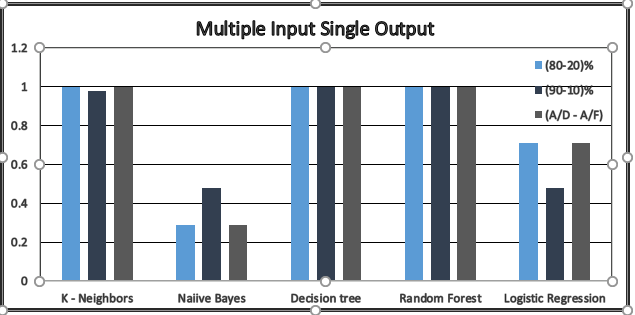 Multiple Input Single Output
1.2
1
0.8
0.6
0.4
0.2
0
(80-20)%
(90-10)%
(A/D - A/F)
K - Neighbors
Naiive Bayes
Decision tree
Random Forest
Logistic Regression